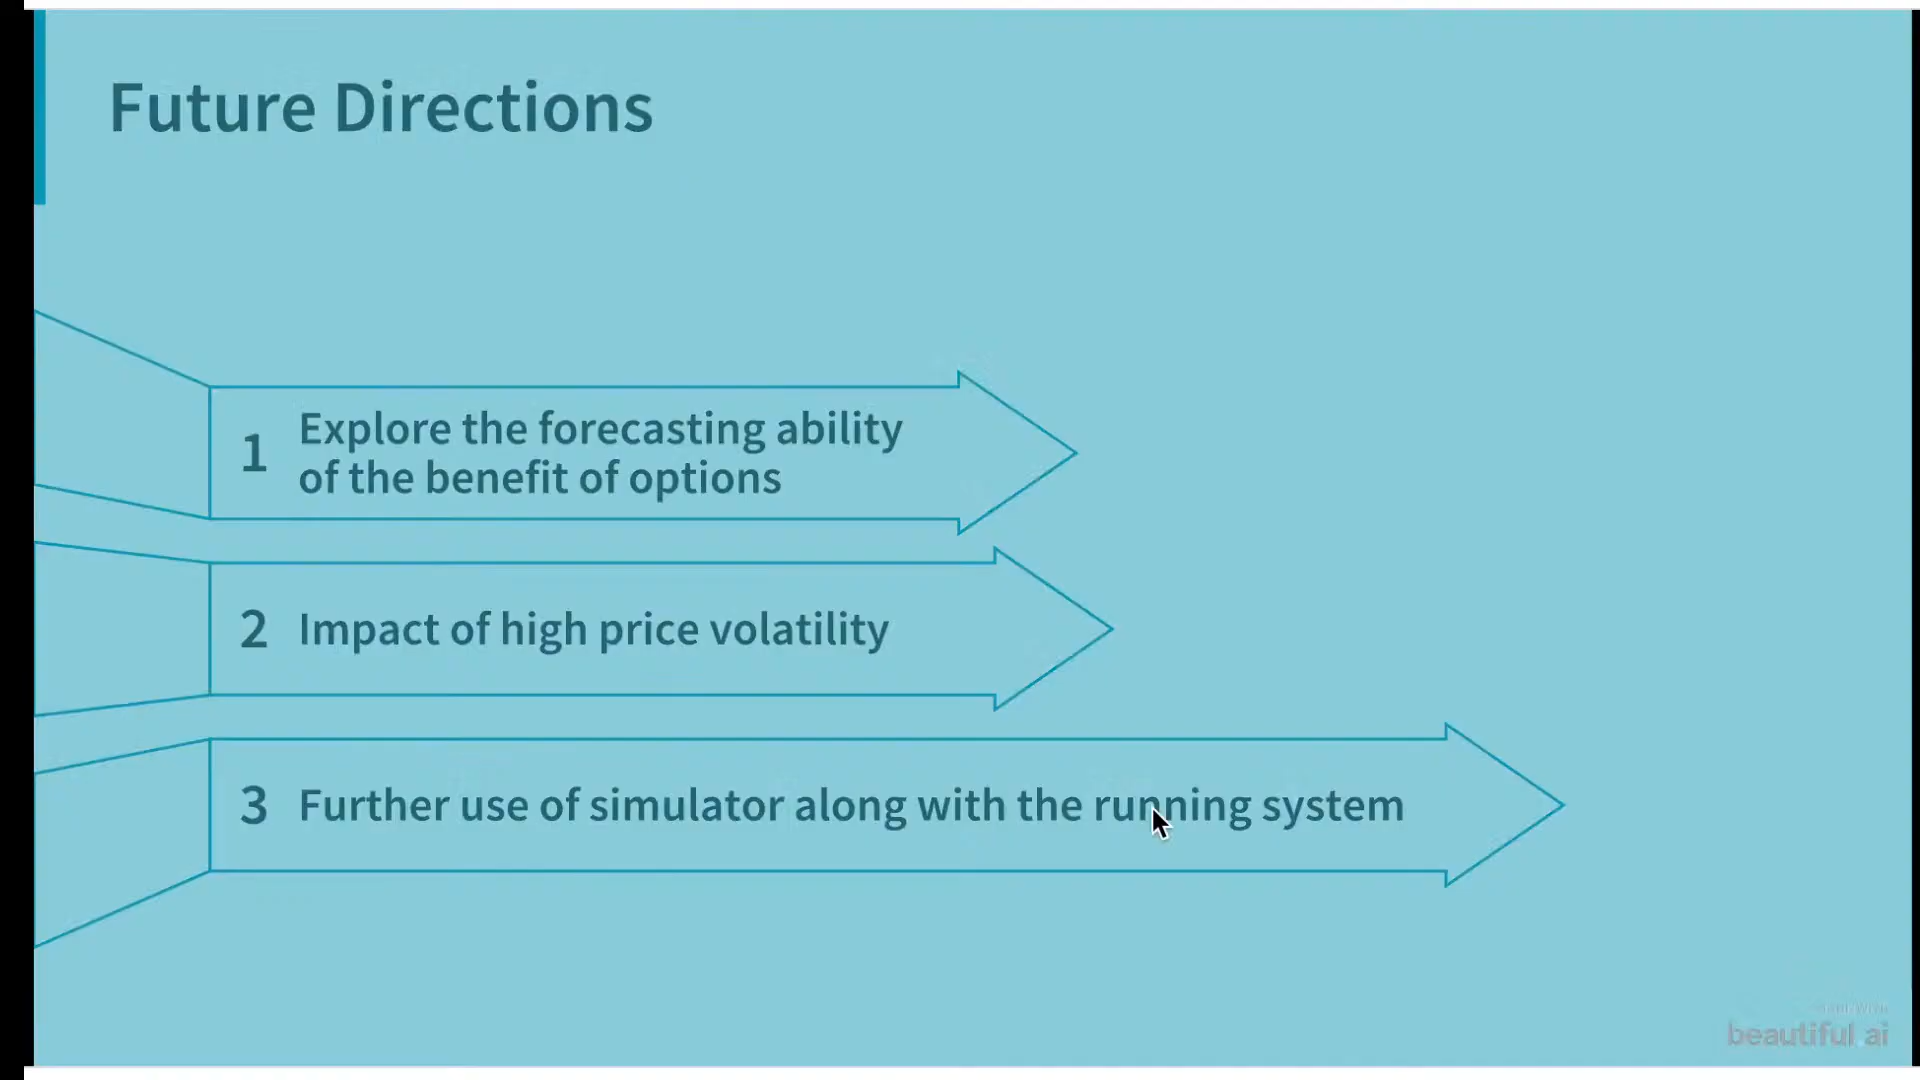 Future Directions
1 Explore the forecasting ability
of the benefit of options
2 Impact of high price volatility
3 Further use of simulator along with the running system
beautiful.ai